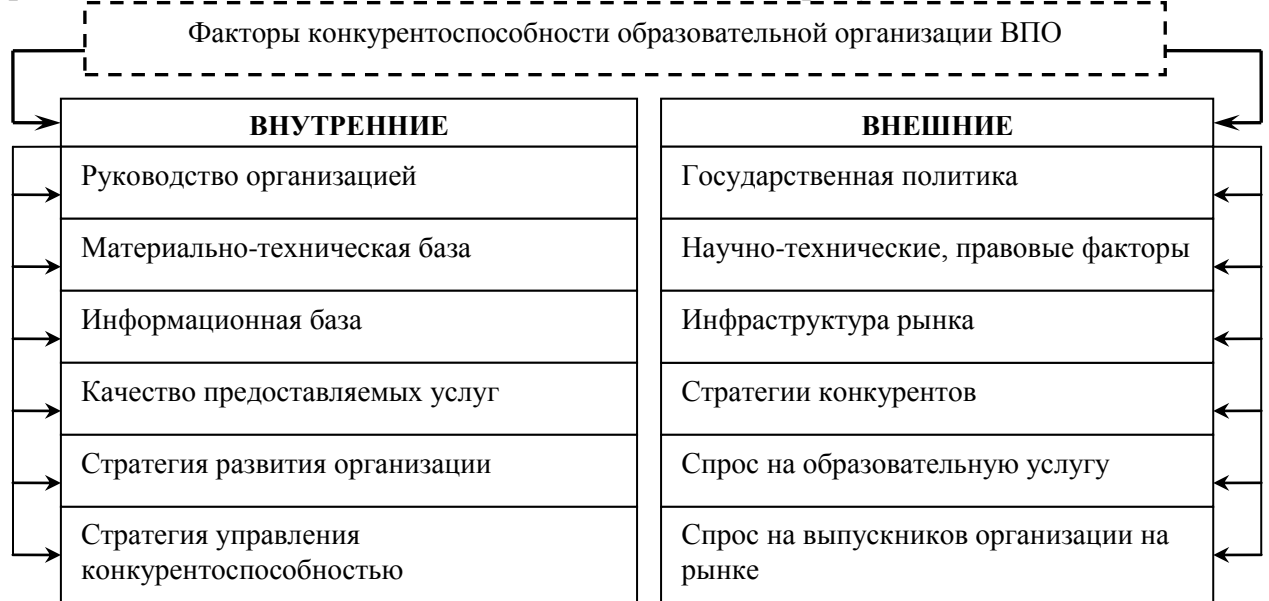 Факторы конкурентоспособности образовательной организации ВПО
ВНУТРЕННИЕ
Руководство организацией
Материально-техническая база
Информационная база
Качество предоставляемых услуг
Стратегия развития организации
Стратегия управления
конкурентоспособностью
ВНЕШНИЕ
Государственная политика
Научно-технические, правовые факторы
Инфраструктура рынка
Стратегии конкурентов
Спрос на образовательную услугу
Спрос на выпускников организации на
рынке